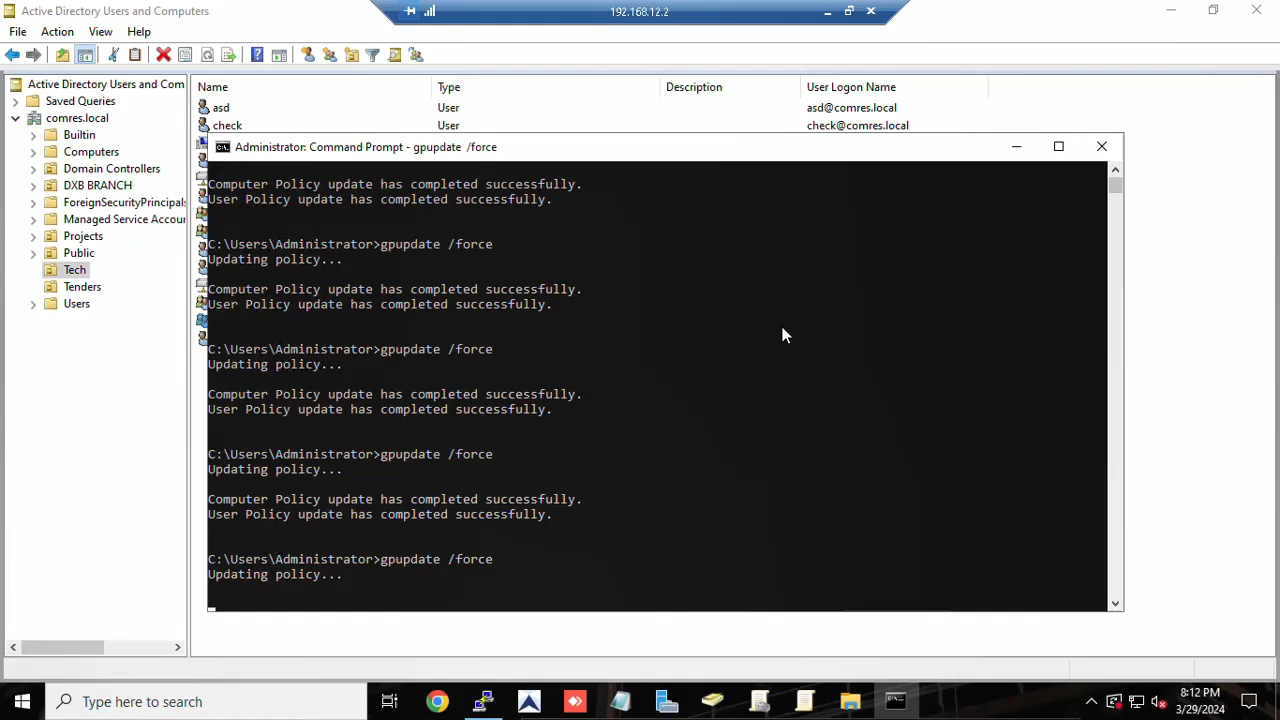 Active Directory Users and Computers
192.168.12.2
File Action View Help
Active Directory Users and Com
Saved Queries
comres.local
Builtin
Computers
Domain Controllers
DXB BRANCH
ForeignSecurityPrincipals
Managed Service Accour
Projects
Public
Tech
Tenders
Users
Name Type Description User Logon Name
asd User asd@comres.local
check User check@comres.local
Administrator: Command Prompt - gpupdate /force
Computer Policy update has completed successfully.
User Policy update has completed successfully.
C:\Users\Administrator>gpupdate /force
Updating policy...
Computer Policy update has completed successfully.
User Policy update has completed successfully.
C:\Users\Administrator>gpupdate /force
Updating policy...
Computer Policy update has completed successfully.
User Policy update has completed successfully.
C:\Users\Administrator>gpupdate /force
Updating policy...
Computer Policy update has completed successfully.
User Policy update has completed successfully.
C:\Users\Administrator>gpupdate /force
Updating policy...
Type here to search
8:12 PM
3/29/2024